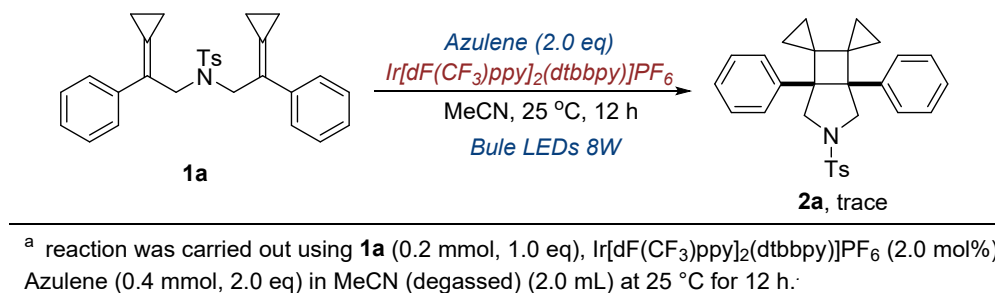 Ts
N
1a
Azulene (2.0 eq)
Ir[dF(CF3)ppy]2(dtbbpy)]PF6
MeCN, 25 oC, 12 h
Bule LEDs 8W
N
Ts
2a, trace
a reaction was carried out using 1a (0.2 mmol, 1.0 eq), Ir[dF(CF3)ppy]2(dtbbpy)]PF6 (2.0 mol%)
Azulene (0.4 mmol, 2.0 eq) in MeCN (degassed) (2.0 mL) at 25 °C for 12 h.